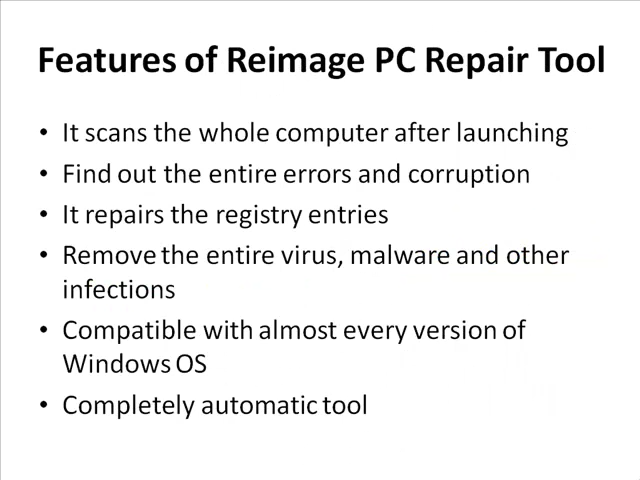 Features of Reimage PC Repair Tool
• It scans the whole computer after launching
• Find out the entire errors and corruption
• It repairs the registry entries
• Remove the entire virus, malware and other
infections
• Compatible with almost every version of
Windows OS
• Completely automatic tool